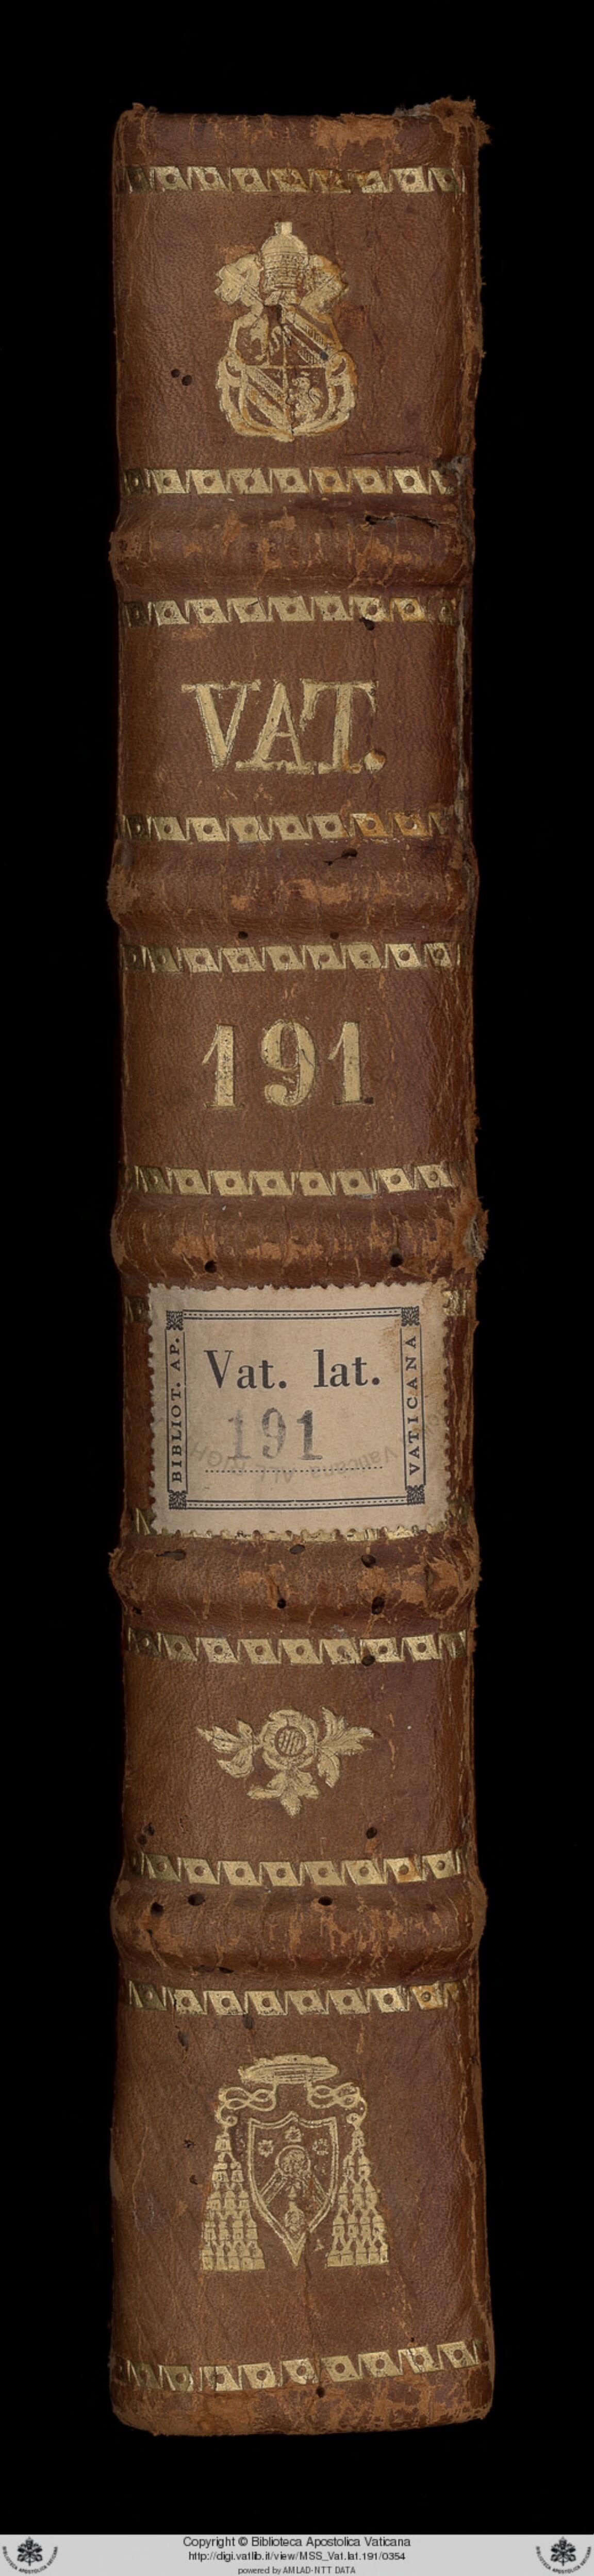 VAT.
191
BIBLIOT. AP.
Vat. lat.
191
VATICANA
Copyright © Biblioteca Apostolica Vaticana
http://digi.vatlib.it/view/MSS_Vat.lat.191/0354
powered by AMLAD-NTT DATA